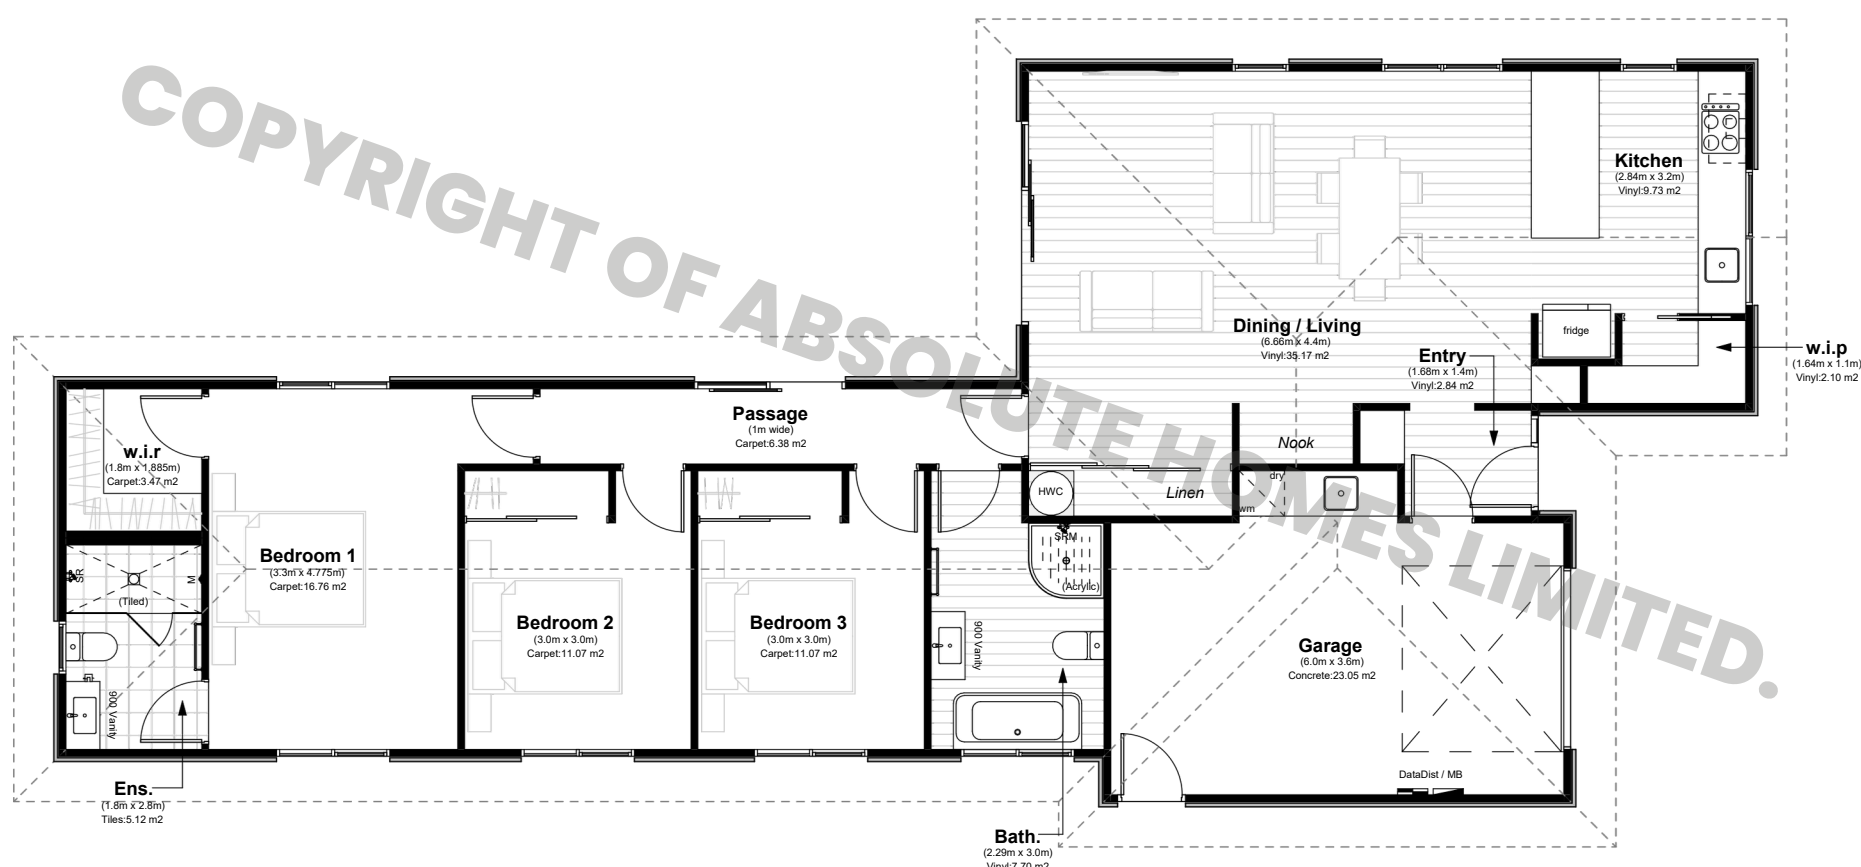 COPYRIGHT OF ABSOLUTE HOMES LIMITED.
Kitchen
(2.84m x 3.2m)
Vinyl:9.73 m2
Dining / Living
(6.66m x 4.4m)
Vinyl:35.17 m2
fridge
w.i.p
(1.64m x 1.1m)
Vinyl:2.10 m2
Entry
(1.68m x 1.4m)
Vinyl:2.84 m2
Passage
(1m wide)
Carpet:6.38 m2
w.i.r
(1.8m x 1.885m)
Carpet:3.47 m2
Nook
HWC
Linen
dry
wm
SRM
(Acrylic)
Bedroom 1
(3.3m x 4.775m)
Carpet:16.76 m2
SR
M
(Tiled)
Bedroom 2
(3.0m x 3.0m)
Carpet:11.07 m2
Bedroom 3
(3.0m x 3.0m)
Carpet:11.07 m2
900 Vanity
900 Vanity
Garage
(6.0m x 3.6m)
Concrete:23.05 m2
DataDist / MB
Ens.
(1.8m x 2.8m)
Tiles:5.12 m2
Bath.
(2.29m x 3.0m)
Vinyl:7.70 m2